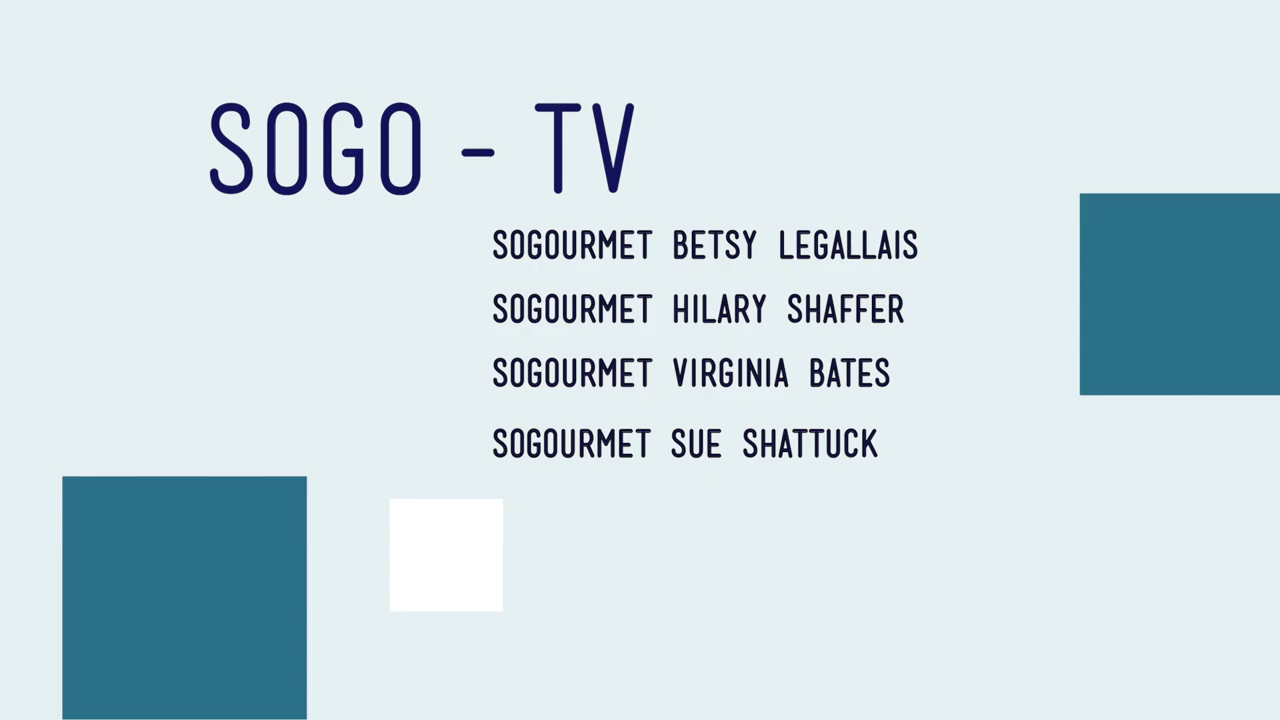 SOGO - TV
SOGOURMET BETSY LEGALLAIS
SOGOURMET HILARY SHAFFER
SOGOURMET VIRGINIA BATES
SOGOURMET SUE SHATTUCK